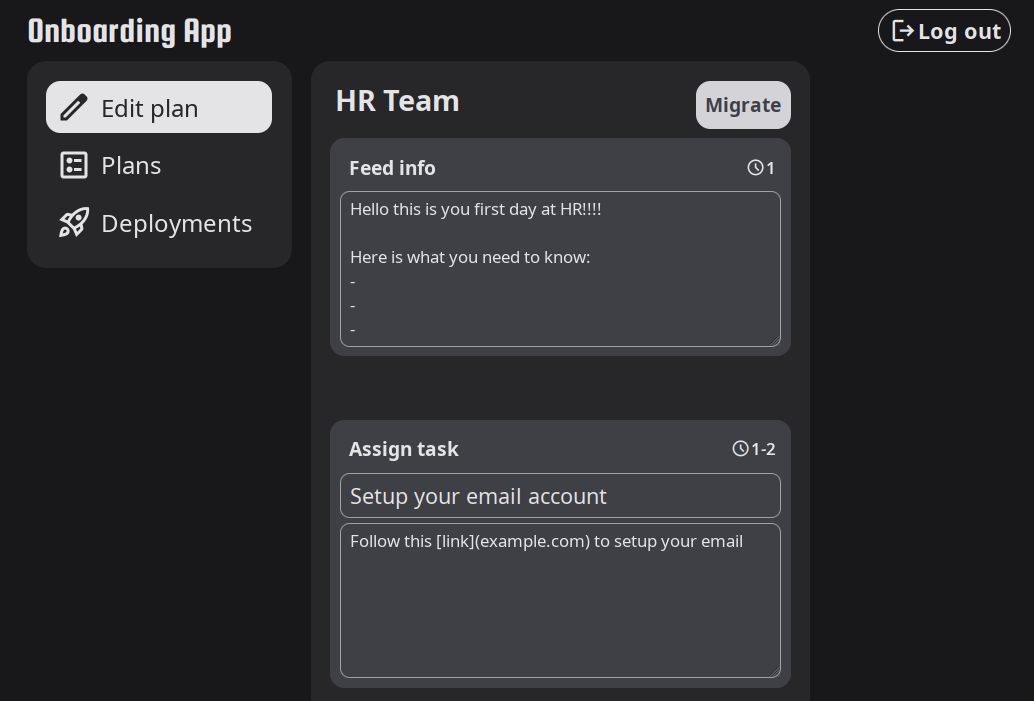 Onboarding App
Log out
Edit plan
Plans
Deployments
HR Team
Migrate
Feed info
1
Hello this is you first day at HR!!!!
Here is what you need to know:
-
-
-
Assign task
1-2
Setup your email account
Follow this [link](example.com) to setup your email